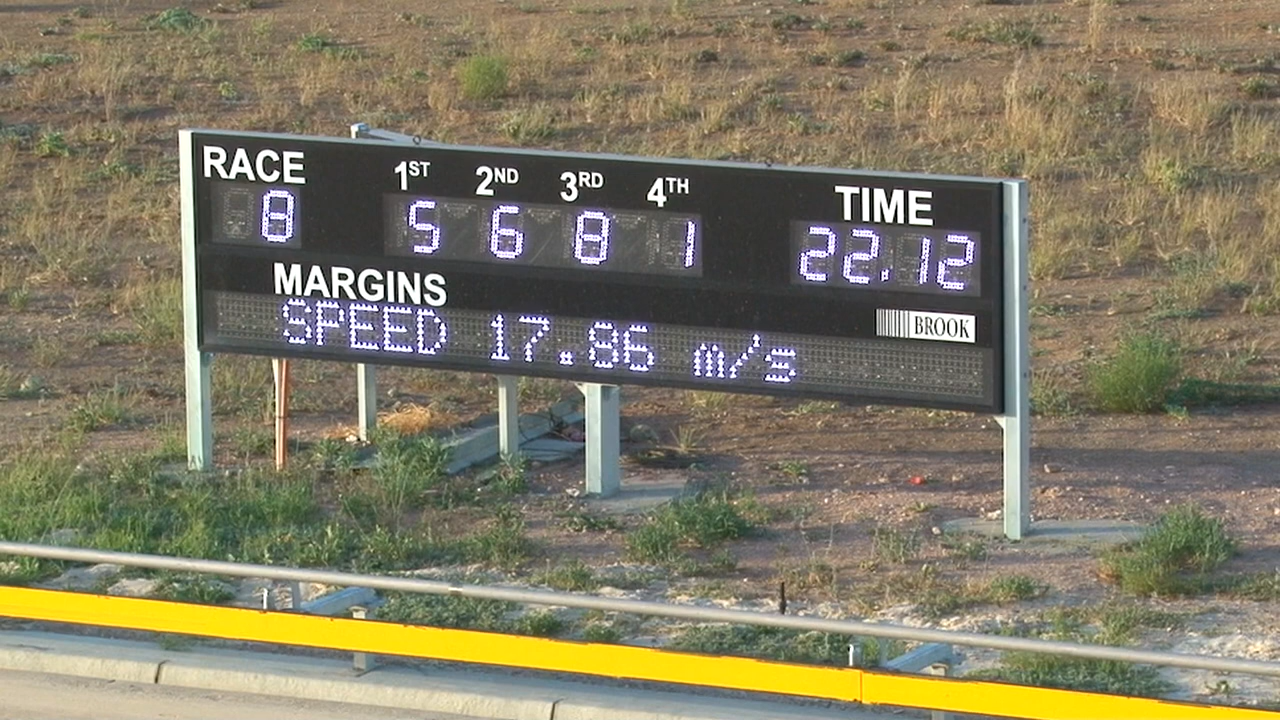 RACE 1ST 2ND 3RD 4TH TIME
8 5 6 8 1 22.12
MARGINS
BROOK
SPEED 17.86 m/s